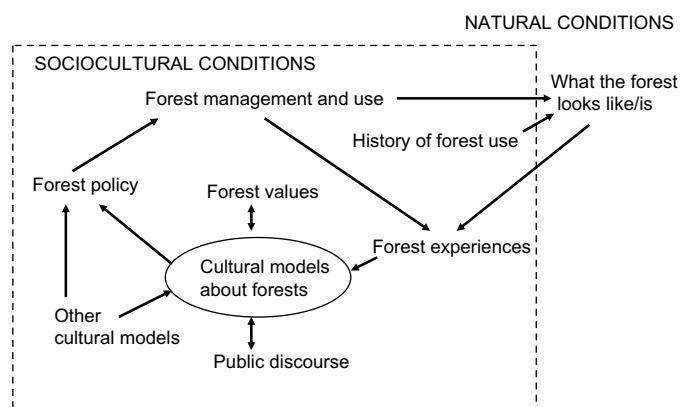 NATURAL CONDITIONS
SOCIOCULTURAL CONDITIONS
What the forest
looks like/is
Forest management and use
History of forest use
Forest policy
Forest values
Forest experiences
Cultural models
about forests
Other
cultural models
Public discourse